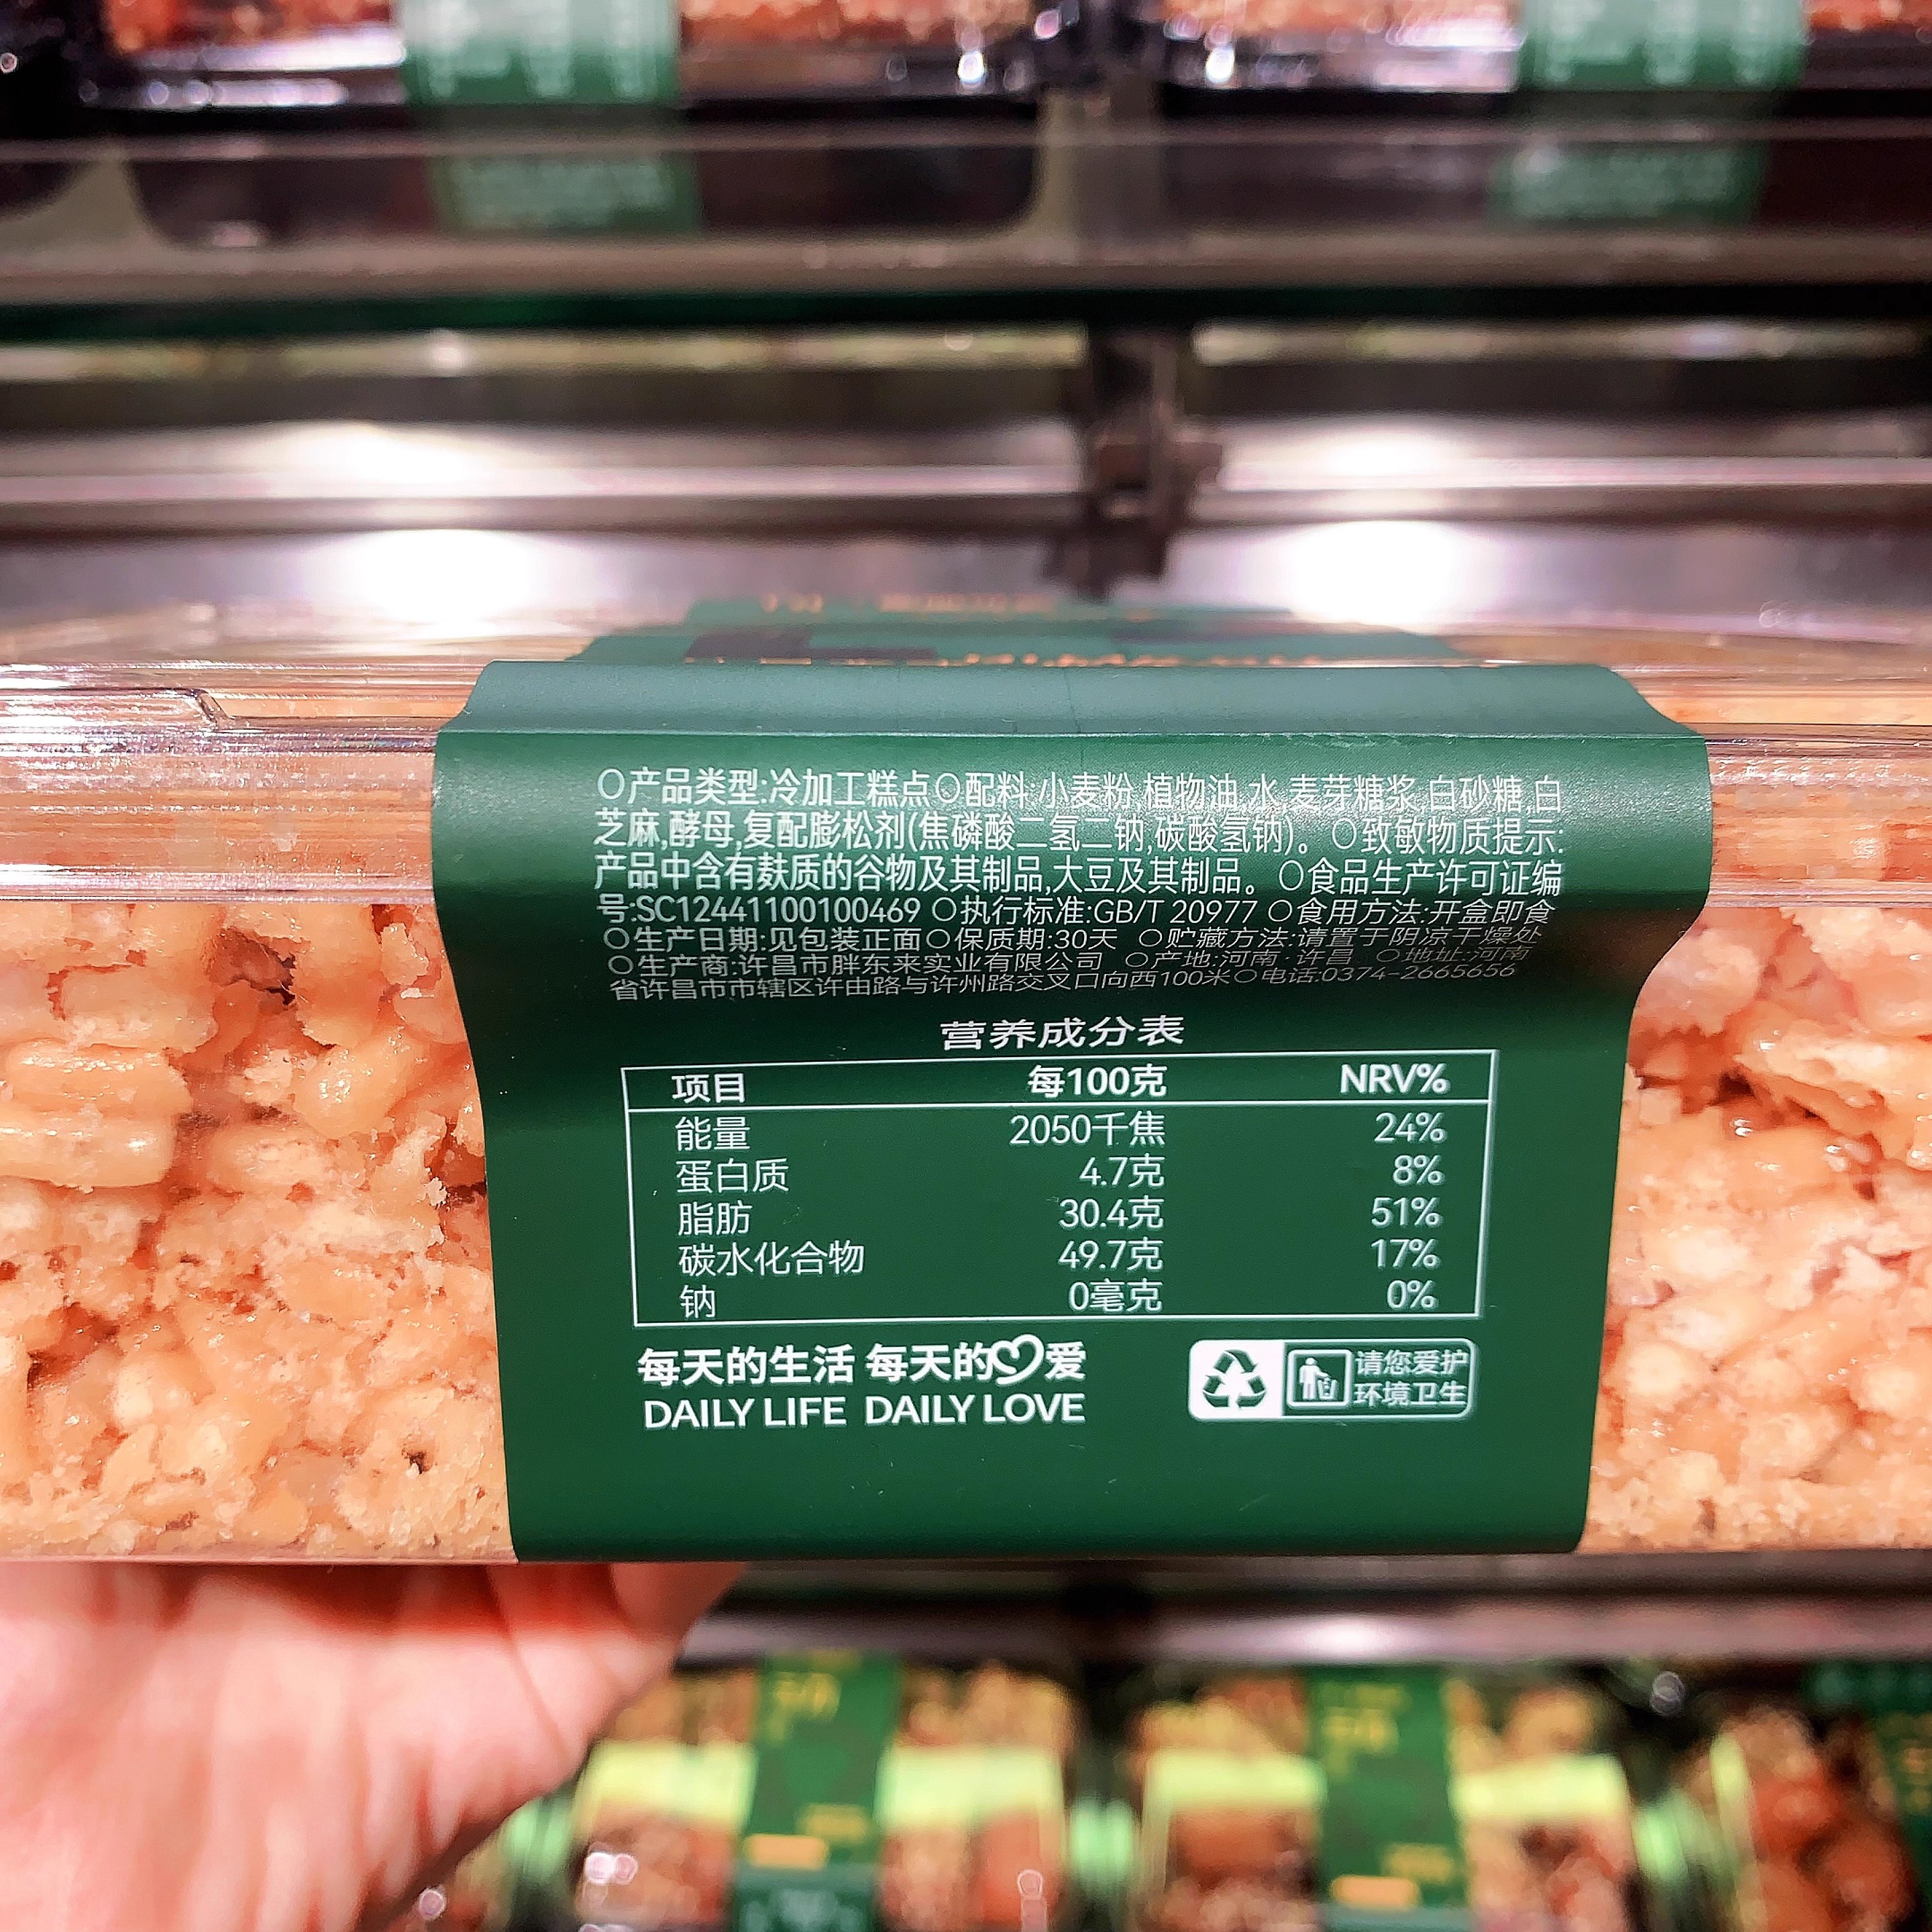 ○产品类型:冷加工糕点○配料:小麦粉,植物油,水,麦芽糖浆,白砂糖,白
芝麻,酵母,复配膨松剂(焦磷酸二氢二钠,碳酸氢钠)。○致敏物质提示:
产品中含有麸质的谷物及其制品,大豆及其制品。○食品生产许可证编
号:SC12441100100469 ○执行标准:GB/T 20977 ○食用方法:开盒即食
○生产日期:见包装正面○保质期:30天 ○贮藏方法:请置于阴凉干燥处
○生产商:许昌市胖东来实业有限公司 ○产地:河南·许昌 ○地址:河南
省许昌市市辖区许由路与许州路交叉口向西100米○电话:0374-2665656
营养成分表
项目 每100克 NRV%
能量 2050千焦 24%
蛋白质 4.7克 8%
脂肪 30.4克 51%
碳水化合物 49.7克 17%
钠 0毫克 0%
每天的生活 每天的爱
DAILY LIFE DAILY LOVE
请您爱护
环境卫生